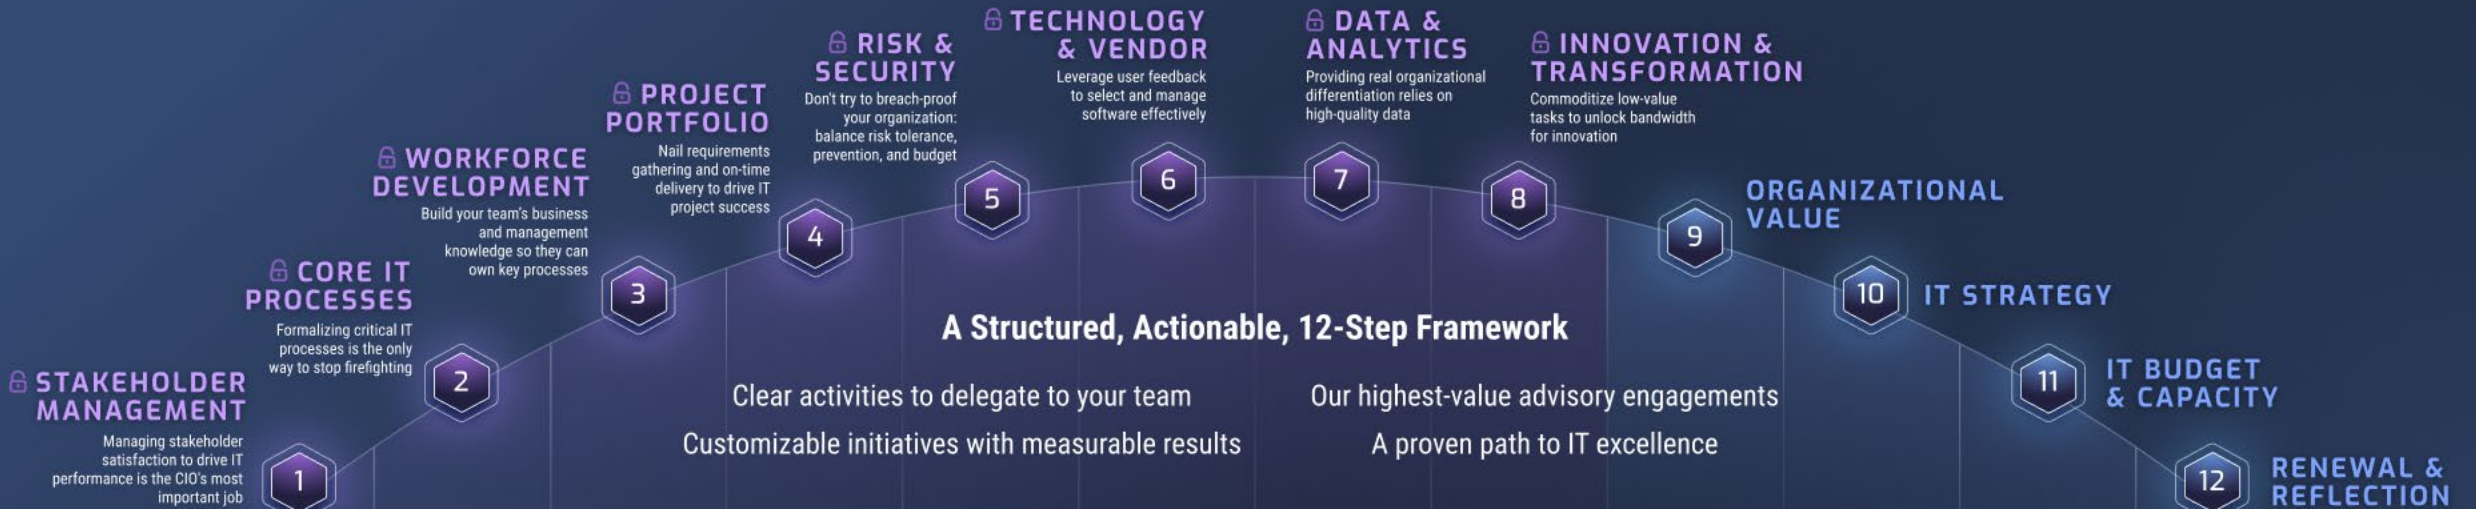 STAKEHOLDER
MANAGEMENT
Managing stakeholder
satisfaction to drive IT
performance is the CIO's most
important job
1
CORE IT
PROCESSES
Formalizing critical IT
processes is the only
way to stop firefighting
2
WORKFORCE
DEVELOPMENT
Build your team's business
and management
knowledge so they can
own key processes
3
PROJECT
PORTFOLIO
Nail requirements
gathering and on-time
delivery to drive IT
project success
4
RISK &
SECURITY
Don't try to breach-proof
your organization:
balance risk tolerance,
prevention, and budget
5
TECHNOLOGY
& VENDOR
Leverage user feedback
to select and manage
software effectively
6
DATA &
ANALYTICS
Providing real organizational
differentiation relies on
high-quality data
7
INNOVATION &
TRANSFORMATION
Commoditize low-value
tasks to unlock bandwidth
for innovation
8
ORGANIZATIONAL
VALUE
9
IT STRATEGY
10
IT BUDGET
& CAPACITY
11
RENEWAL &
REFLECTION
12
A Structured, Actionable, 12-Step Framework
Clear activities to delegate to your team
Customizable initiatives with measurable results
Our highest-value advisory engagements
A proven path to IT excellence